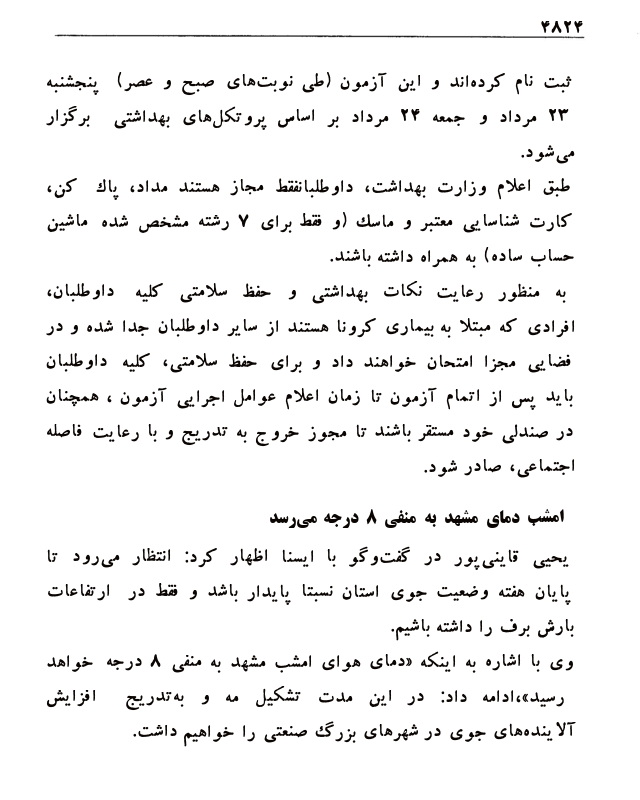 ۴۸۲۴
ثبت نام کرده‌اند و این آزمون (طی نوبت‌های صبح و عصر) پنجشنبه
۲۳ مرداد و جمعه ۲۴ مرداد بر اساس پروتکل‌های بهداشتی برگزار
می‌شود.
طبق اعلام وزارت بهداشت، داوطلبانفقط مجاز هستند مداد، پاك کن،
کارت شناسایی معتبر و ماسك (و فقط برای ۷ رشته مشخص شده ماشین
حساب ساده) به همراه داشته باشند.
به منظور رعایت نکات بهداشتی و حفظ سلامتی کلیه داوطلبان،
افرادی که مبتلا به بیماری کرونا هستند از سایر داوطلبان جدا شده و در
فضایی مجزا امتحان خواهند داد و برای حفظ سلامتی، کلیه داوطلبان
باید پس از اتمام آزمون تا زمان اعلام عوامل اجرایی آزمون ، همچنان
در صندلی خود مستقر باشند تا مجوز خروج به تدریج و با رعایت فاصله
اجتماعی، صادر شود.
امشب دمای مشهد به منفی ۸ درجه می‌رسد
یحیی قاینی‌پور در گفت‌وگو با ایسنا اظهار کرد: انتظار می‌رود تا
پایان هفته وضعیت جوی استان نسبتا پایدار باشد و فقط در ارتفاعات
بارش برف را داشته باشیم.
وی با اشاره به اینکه «دمای هوای امشب مشهد به منفی ۸ درجه خواهد
رسید»،ادامه داد: در این مدت تشکیل مه و به‌تدریج افزایش
آلاینده‌های جوی در شهرهای بزرگ صنعتی را خواهیم داشت.